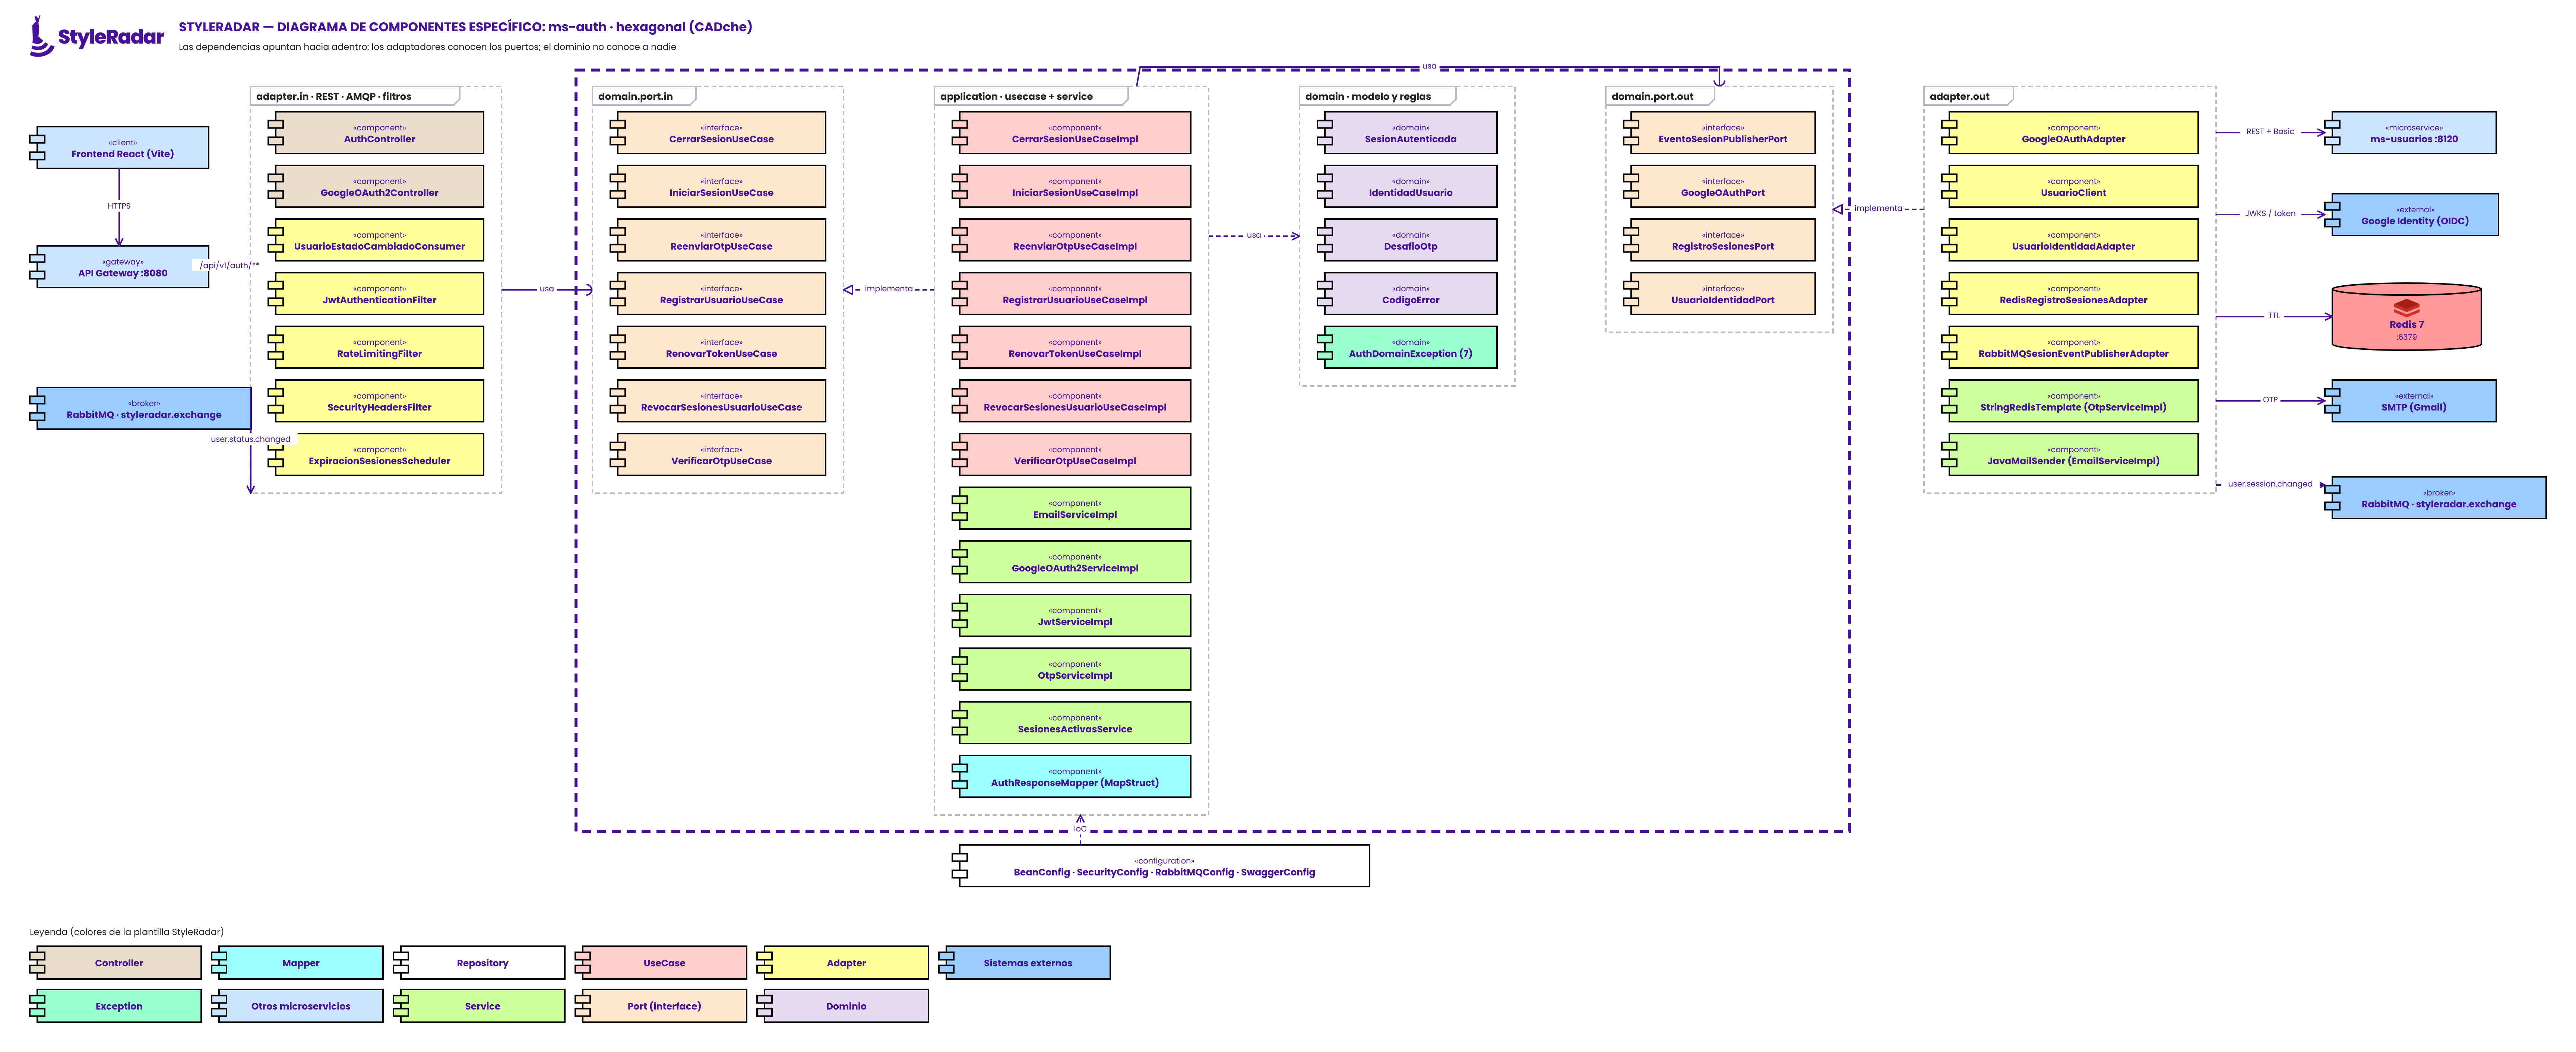 StyleRadar
STYLERADAR — DIAGRAMA DE COMPONENTES ESPECÍFICO: ms-auth · hexagonal (CADche)
Las dependencias apuntan hacia adentro: los adaptadores conocen los puertos; el dominio no conoce a nadie
«client»
Frontend React (Vite)
HTTPS
«gateway»
API Gateway :8080
/api/v1/auth/**
«broker»
RabbitMQ · styleradar.exchange
user.status.changed
adapter.in · REST · AMQP · filtros
«component»
AuthController
«component»
GoogleOAuth2Controller
«component»
UsuarioEstadoCambiadoConsumer
«component»
JwtAuthenticationFilter
«component»
RateLimitingFilter
«component»
SecurityHeadersFilter
«component»
ExpiracionSesionesScheduler
usa
domain.port.in
«interface»
CerrarSesionUseCase
«interface»
IniciarSesionUseCase
«interface»
ReenviarOtpUseCase
«interface»
RegistrarUsuarioUseCase
«interface»
RenovarTokenUseCase
«interface»
RevocarSesionesUsuarioUseCase
«interface»
VerificarOtpUseCase
implementa
application · usecase + service
«component»
CerrarSesionUseCaseImpl
«component»
IniciarSesionUseCaseImpl
«component»
ReenviarOtpUseCaseImpl
«component»
RegistrarUsuarioUseCaseImpl
«component»
RenovarTokenUseCaseImpl
«component»
RevocarSesionesUsuarioUseCaseImpl
«component»
VerificarOtpUseCaseImpl
«component»
EmailServiceImpl
«component»
GoogleOAuth2ServiceImpl
«component»
JwtServiceImpl
«component»
OtpServiceImpl
«component»
SesionesActivasService
«component»
AuthResponseMapper (MapStruct)
IoC
«configuration»
BeanConfig · SecurityConfig · RabbitMQConfig · SwaggerConfig
usa
usa
domain · modelo y reglas
«domain»
SesionAutenticada
«domain»
IdentidadUsuario
«domain»
DesafioOtp
«domain»
CodigoError
«domain»
AuthDomainException (7)
domain.port.out
«interface»
EventoSesionPublisherPort
«interface»
GoogleOAuthPort
«interface»
RegistroSesionesPort
«interface»
UsuarioIdentidadPort
implementa
adapter.out
«component»
GoogleOAuthAdapter
«component»
UsuarioClient
«component»
UsuarioIdentidadAdapter
«component»
RedisRegistroSesionesAdapter
«component»
RabbitMQSesionEventPublisherAdapter
«component»
StringRedisTemplate (OtpServiceImpl)
«component»
JavaMailSender (EmailServiceImpl)
REST + Basic
«microservice»
ms-usuarios :8120
JWKS / token
«external»
Google Identity (OIDC)
TTL
Redis 7
:6379
OTP
«external»
SMTP (Gmail)
user.session.changed
«broker»
RabbitMQ · styleradar.exchange
Leyenda (colores de la plantilla StyleRadar)
Controller
Mapper
Repository
UseCase
Adapter
Sistemas externos
Exception
Otros microservicios
Service
Port (interface)
Dominio